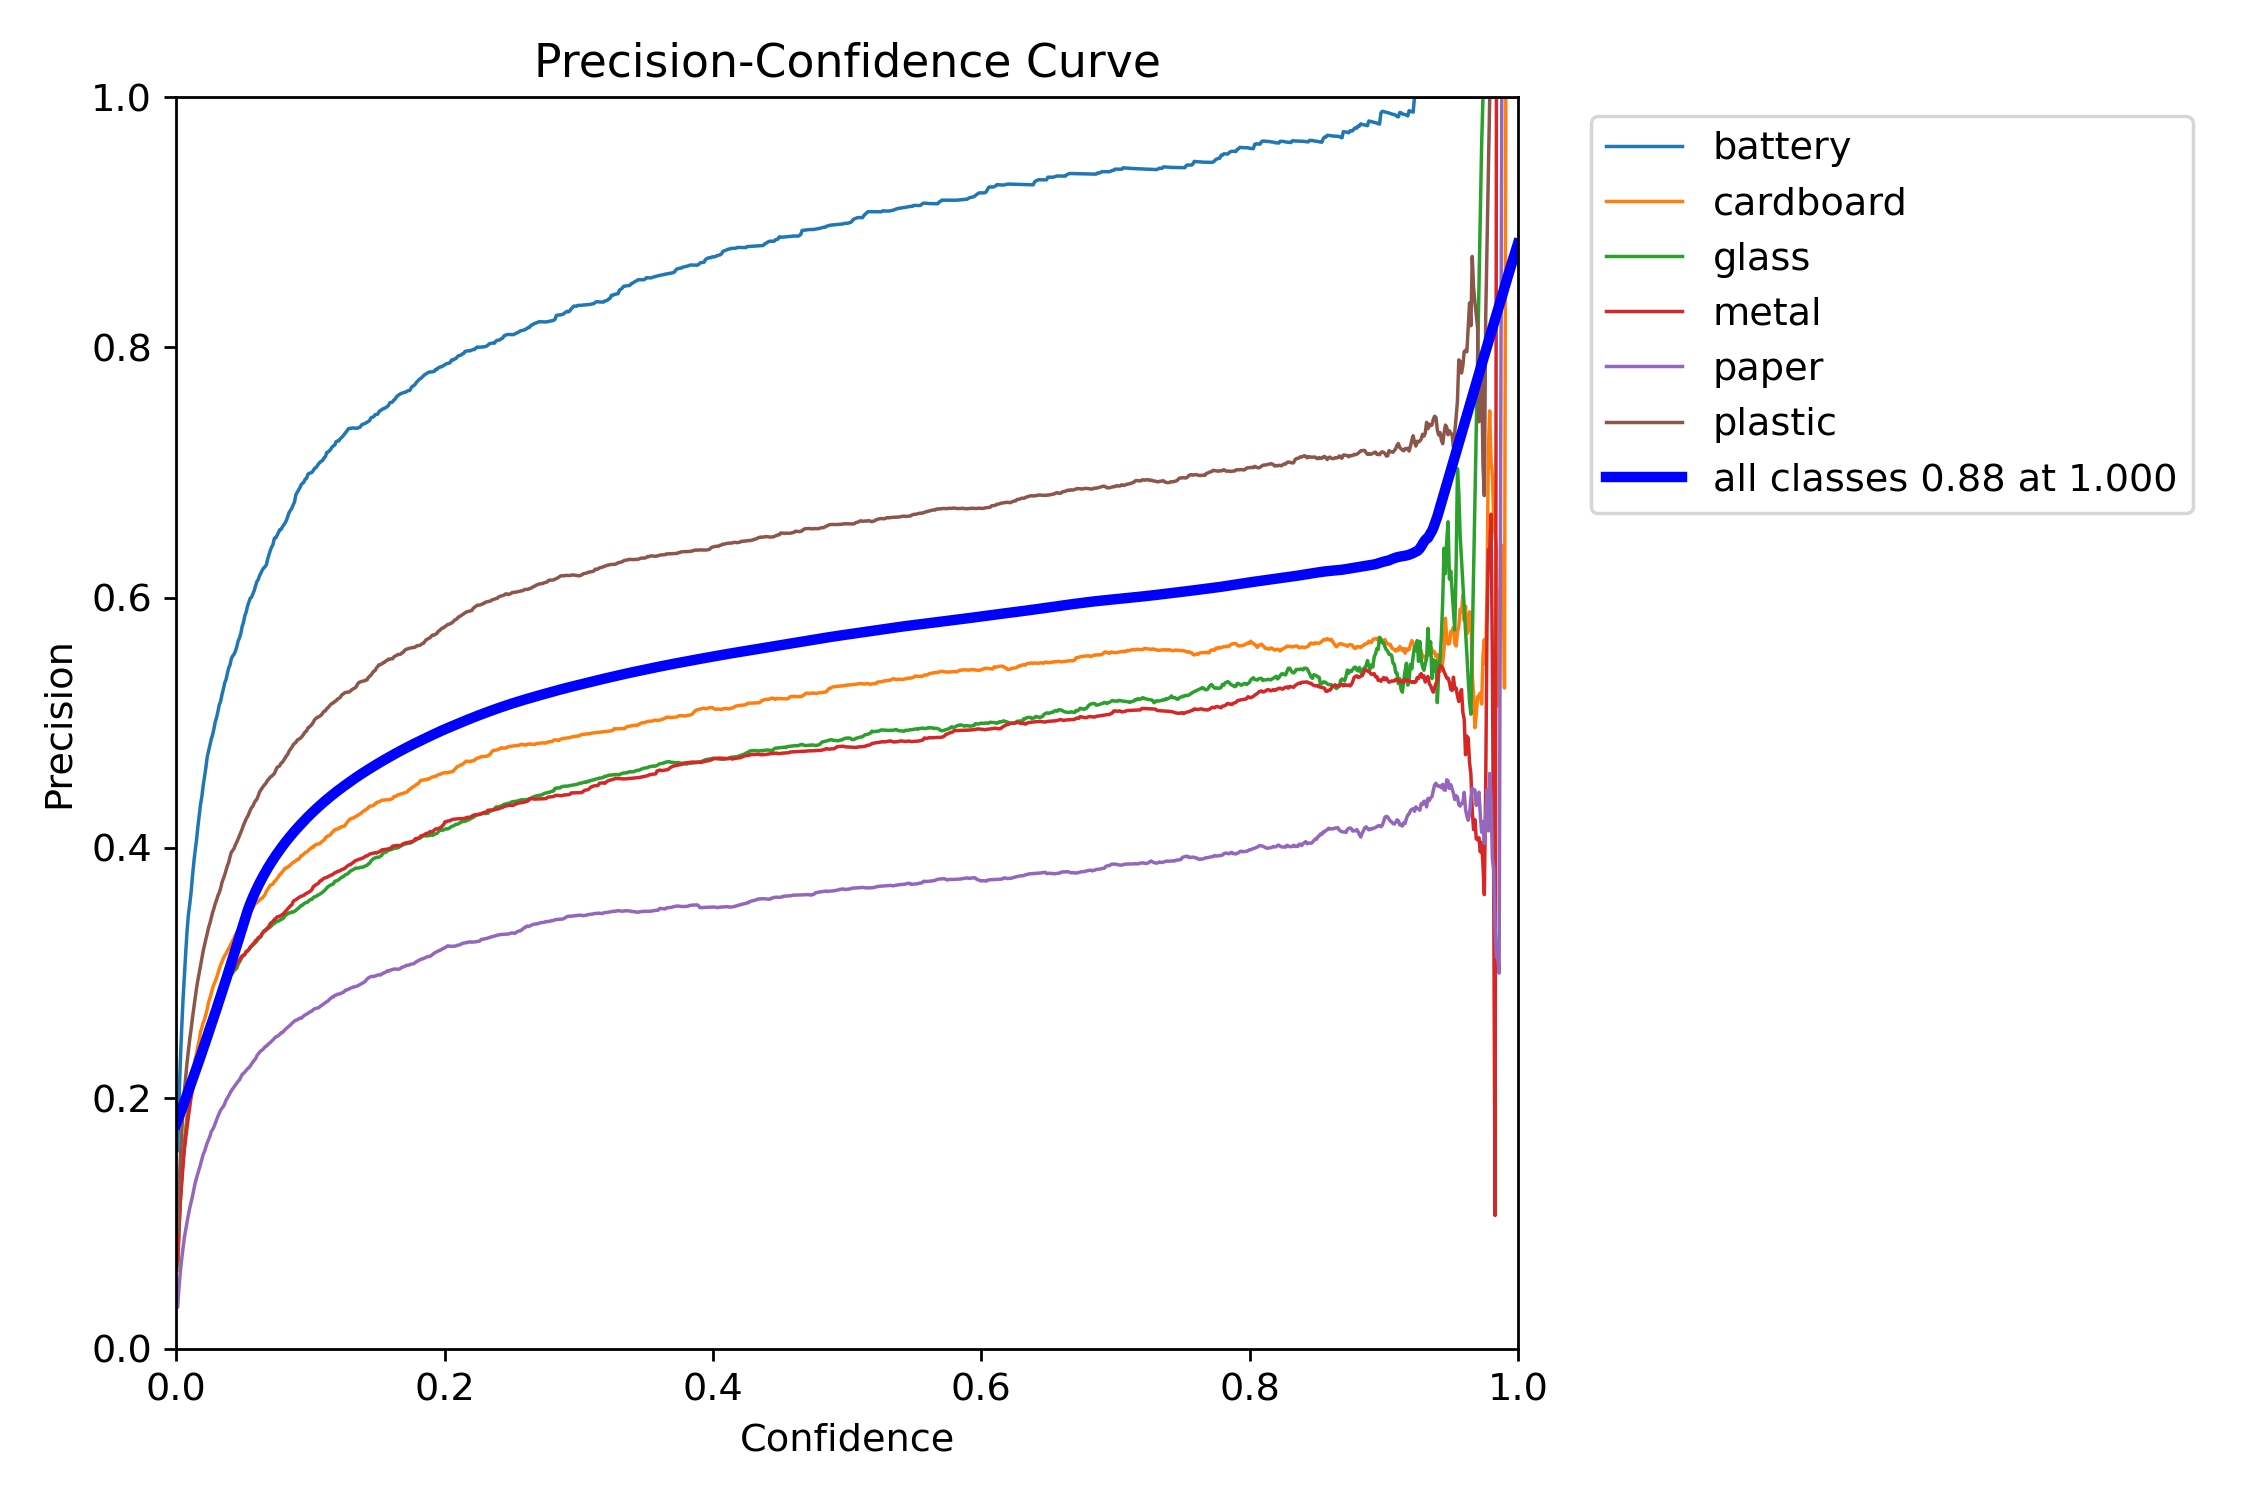 Precision-Confidence Curve
1.0
0.8
0.6
0.4
0.2
0.0
Precision
0.0 0.2 0.4 0.6 0.8 1.0
Confidence
battery
cardboard
glass
metal
paper
plastic
all classes 0.88 at 1.000